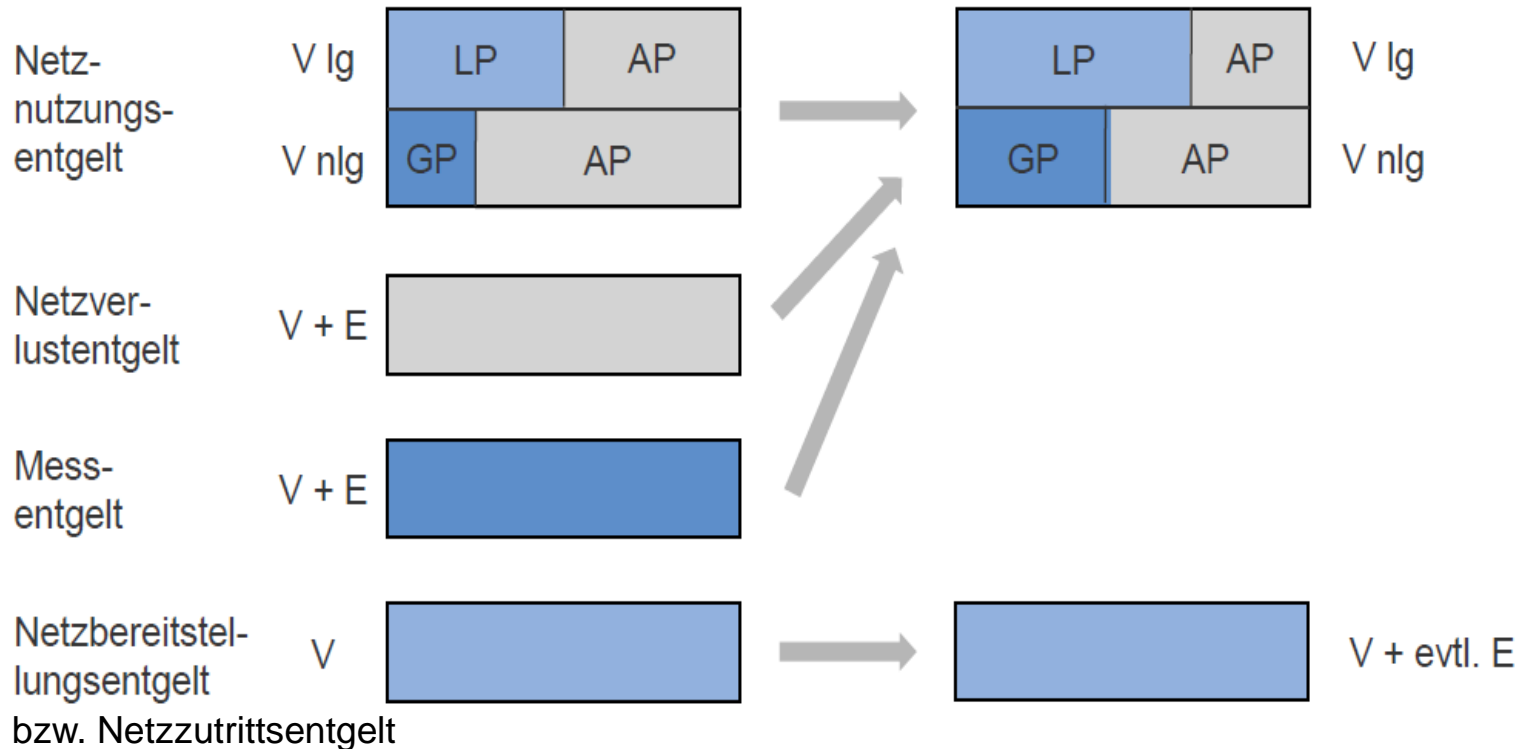 Netz-
nutzungs-
entgelt
V lg
LP
AP
V nlg
GP
AP
LP
AP
V lg
GP
AP
V nlg
Netzver-
lustentgelt
V + E
Mess-
entgelt
V + E
Netzbereitstel-
lungsentgelt
bzw. Netzzutrittsentgelt
V
V + evtl. E